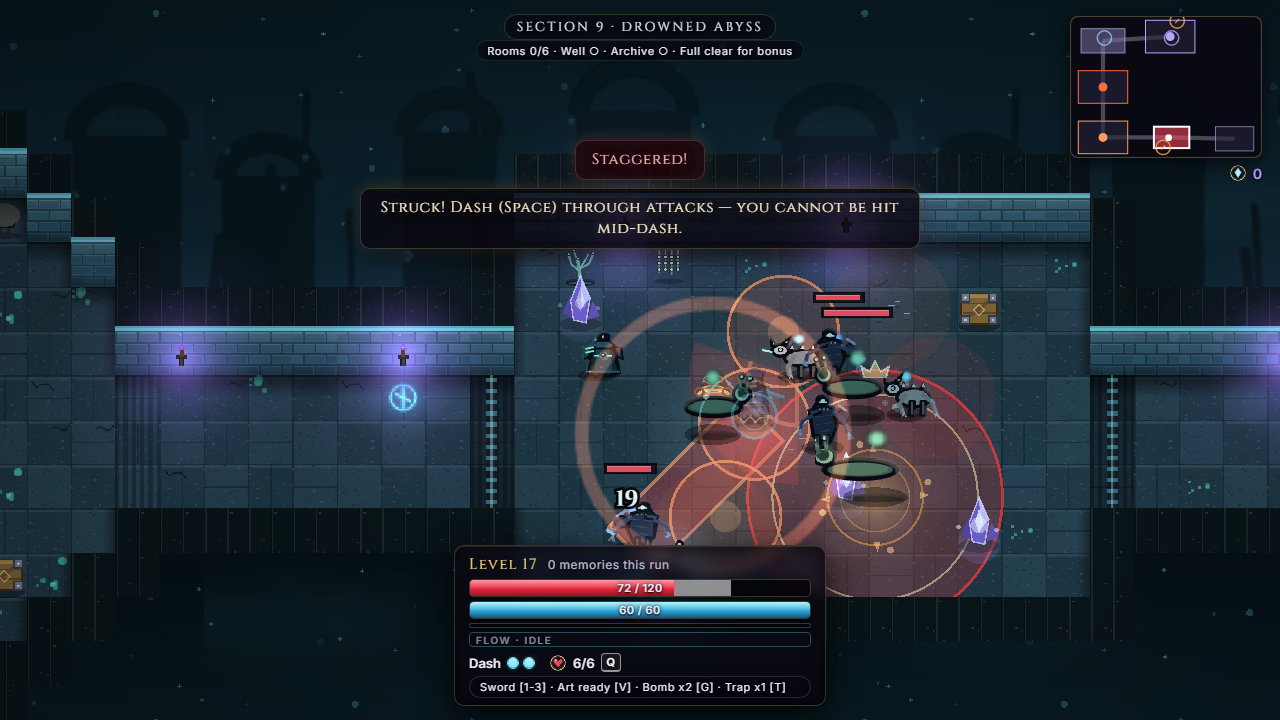 SECTION 9 · DROWNED ABYSS
Rooms 0/6 · Well O · Archive O · Full clear for bonus
0
STAGGERED!
STRUCK! DASH (SPACE) THROUGH ATTACKS — YOU CANNOT BE HIT
MID-DASH.
19
LEVEL 17 0 memories this run
72 / 120
60 / 60
FLOW · IDLE
Dash 6/6 Q
Sword [1-3] · Art ready [V] · Bomb x2 [G] · Trap x1 [T]